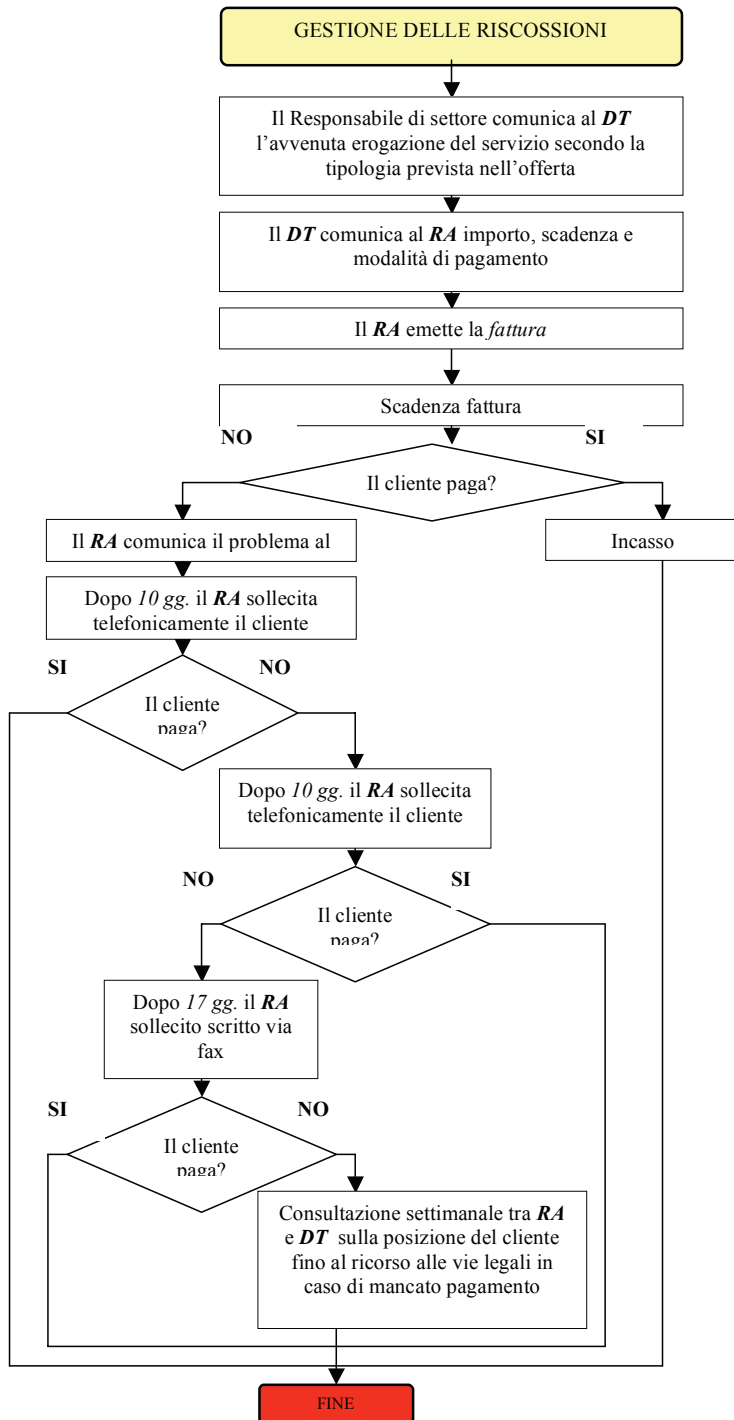 GESTIONE DELLE RISCOSSIONI
Il Responsabile di settore comunica al DT
l'avvenuta erogazione del servizio secondo la
tipologia prevista nell'offerta
Il DT comunica al RA importo, scadenza e
modalità di pagamento
Il RA emette la fattura
Scadenza fattura
NO SI
Il cliente paga?
Il RA comunica il problema al
Incasso
Dopo 10 gg. il RA sollecita
telefonicamente il cliente
SI NO
Il cliente
paga?
Dopo 10 gg. il RA sollecita
telefonicamente il cliente
NO SI
Il cliente
paga?
Dopo 17 gg. il RA
sollecito scritto via
fax
SI NO
Il cliente
paga?
Consultazione settimanale tra RA
e DT sulla posizione del cliente
fino al ricorso alle vie legali in
caso di mancato pagamento
FINE